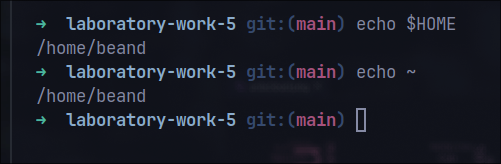 ➜ laboratory-work-5 git:(main) echo $HOME
/home/beand
➜ laboratory-work-5 git:(main) echo ~
/home/beand
➜ laboratory-work-5 git:(main)